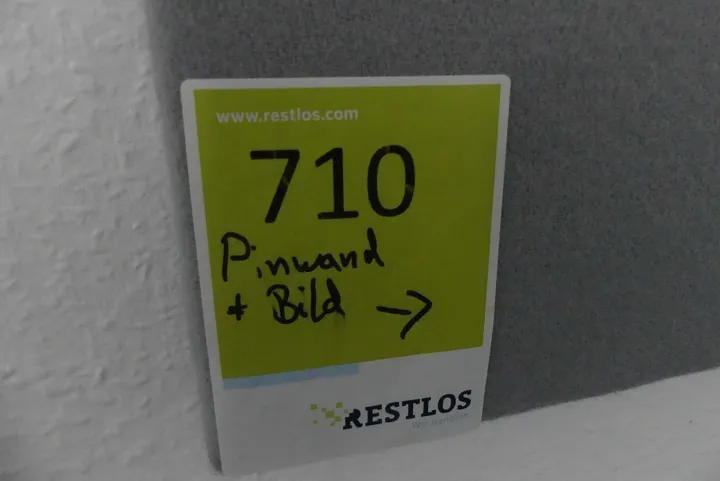 www.restlos.com
710
Pinwand
+ Bild →
RESTLOS